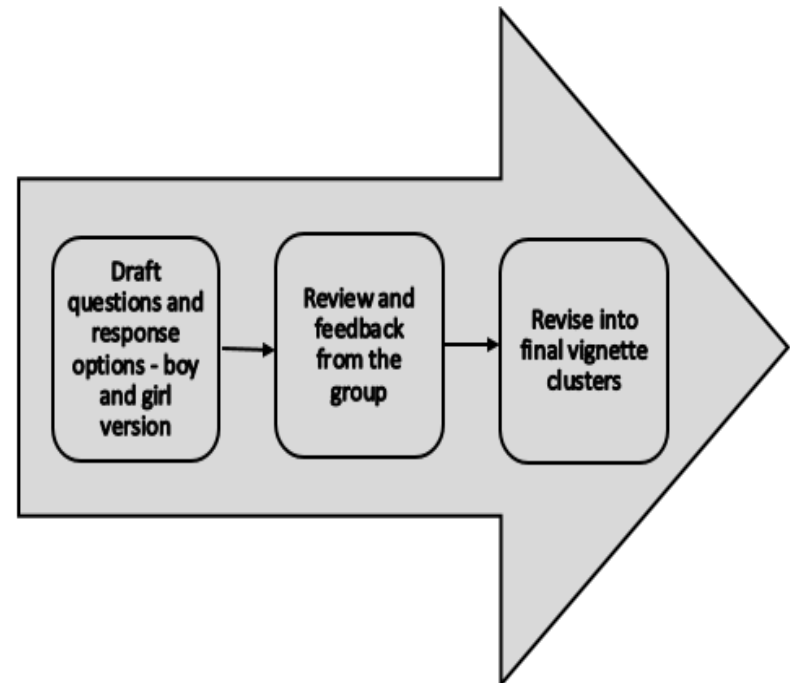 Draft
questions and
response
options - boy
and girl
version
Review and
feedback
from the
group
Revise into
final vignette
clusters